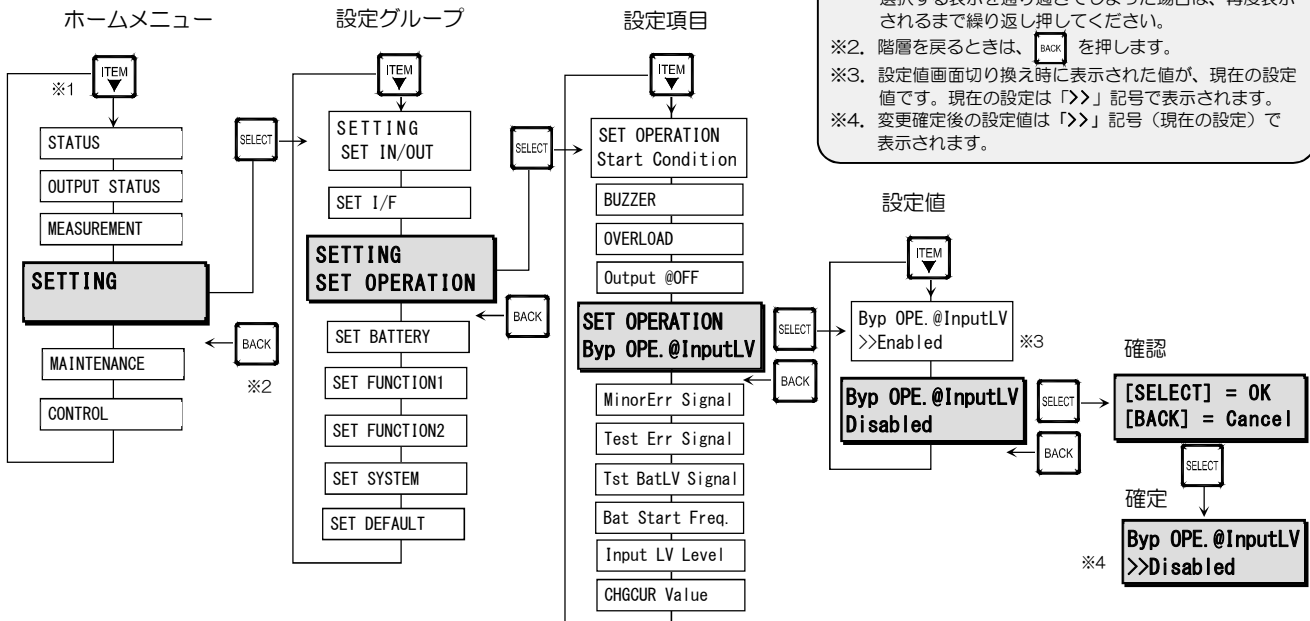 ホームメニュー
※1
ITEM
STATUS
OUTPUT STATUS
MEASUREMENT
SETTING
MAINTENANCE
CONTROL
SELECT
BACK
※2
設定グループ
ITEM
SETTING
SET IN/OUT
SET I/F
SETTING
SET OPERATION
SET BATTERY
SET FUNCTION1
SET FUNCTION2
SET SYSTEM
SET DEFAULT
SELECT
BACK
設定項目
ITEM
SET OPERATION
Start Condition
BUZZER
OVERLOAD
Output @OFF
SET OPERATION
Byp OPE.@InputLV
MinorErr Signal
Test Err Signal
Tst BatLV Signal
Bat Start Freq.
Input LV Level
CHGCUR Value
SELECT
BACK
選択する表示を通り過ぎてしまった場合は、再度表示
されるまで繰り返し押してください。
※2. 階層を戻るときは、 BACK を押します。
※3. 設定値画面切り換え時に表示された値が、現在の設定
値です。現在の設定は「>>」記号で表示されます。
※4. 変更確定後の設定値は「>>」記号（現在の設定）で
表示されます。
設定値
ITEM
Byp OPE.@InputLV
>>Enabled
※3
Byp OPE.@InputLV
Disabled
SELECT
BACK
確認
[SELECT] = OK
[BACK] = Cancel
SELECT
確定
Byp OPE.@InputLV
>>Disabled
※4